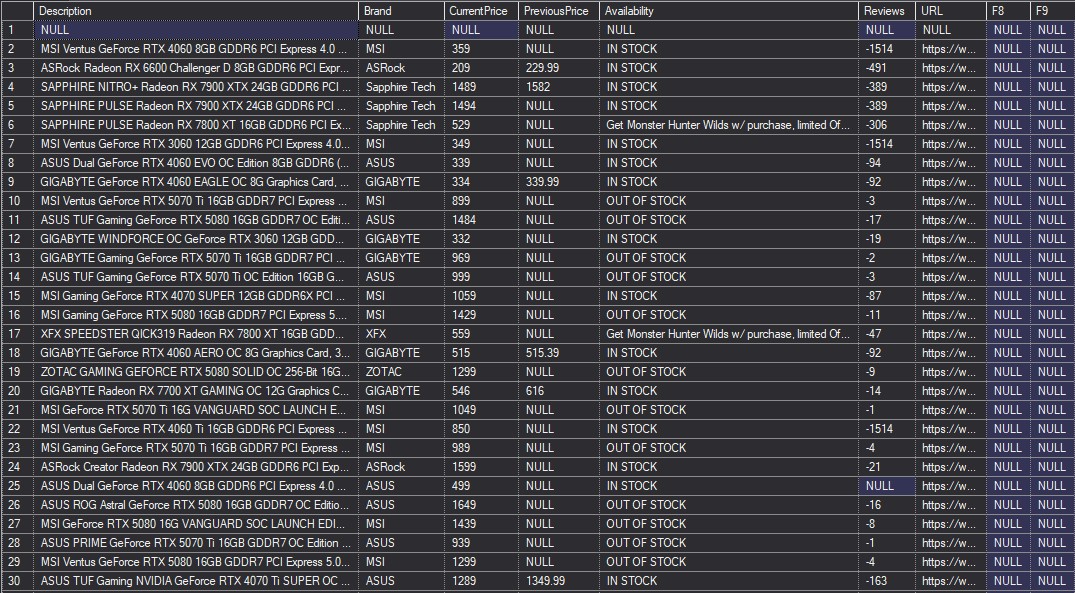 Description Brand CurrentPrice PreviousPrice Availability Reviews URL F8 F9
1 NULL NULL NULL NULL NULL NULL NULL NULL NULL
2 MSI Ventus GeForce RTX 4060 8GB GDDR6 PCI Express 4.0 ... MSI 359 NULL IN STOCK -1514 https://w... NULL NULL
3 ASRock Radeon RX 6600 Challenger D 8GB GDDR6 PCI Expr... ASRock 209 229.99 IN STOCK -491 https://w... NULL NULL
4 SAPPHIRE NITRO+ Radeon RX 7900 XTX 24GB GDDR6 PCI ... Sapphire Tech 1489 1582 IN STOCK -389 https://w... NULL NULL
5 SAPPHIRE PULSE Radeon RX 7900 XTX 24GB GDDR6 PCI ... Sapphire Tech 1494 NULL IN STOCK -389 https://w... NULL NULL
6 SAPPHIRE PULSE Radeon RX 7800 XT 16GB GDDR6 PCI Ex... Sapphire Tech 529 NULL Get Monster Hunter Wilds w/ purchase, limited Of... -306 https://w... NULL NULL
7 MSI Ventus GeForce RTX 3060 12GB GDDR6 PCI Express 4.0... MSI 349 NULL IN STOCK -1514 https://w... NULL NULL
8 ASUS Dual GeForce RTX 4060 EVO OC Edition 8GB GDDR6 (... ASUS 339 NULL IN STOCK -94 https://w... NULL NULL
9 GIGABYTE GeForce RTX 4060 EAGLE OC 8G Graphics Card, ... GIGABYTE 334 339.99 IN STOCK -92 https://w... NULL NULL
10 MSI Ventus GeForce RTX 5070 Ti 16GB GDDR7 PCI Express ... MSI 899 NULL OUT OF STOCK -3 https://w... NULL NULL
11 ASUS TUF Gaming GeForce RTX 5080 16GB GDDR7 OC Editi... ASUS 1484 NULL OUT OF STOCK -17 https://w... NULL NULL
12 GIGABYTE WINDFORCE OC GeForce RTX 3060 12GB GDD... GIGABYTE 332 NULL IN STOCK -19 https://w... NULL NULL
13 GIGABYTE Gaming GeForce RTX 5070 Ti 16GB GDDR7 PCI ... GIGABYTE 969 NULL OUT OF STOCK -2 https://w... NULL NULL
14 ASUS TUF Gaming GeForce RTX 5070 Ti OC Edition 16GB G... ASUS 999 NULL OUT OF STOCK -3 https://w... NULL NULL
15 MSI Gaming GeForce RTX 4070 SUPER 12GB GDDR6X PCI ... MSI 1059 NULL IN STOCK -87 https://w... NULL NULL
16 MSI Gaming GeForce RTX 5080 16GB GDDR7 PCI Express 5.... MSI 1429 NULL OUT OF STOCK -11 https://w... NULL NULL
17 XFX SPEEDSTER QICK319 Radeon RX 7800 XT 16GB GDD... XFX 559 NULL Get Monster Hunter Wilds w/ purchase, limited Of... -47 https://w... NULL NULL
18 GIGABYTE GeForce RTX 4060 AERO OC 8G Graphics Card, 3... GIGABYTE 515 515.39 IN STOCK -92 https://w... NULL NULL
19 ZOTAC GAMING GEFORCE RTX 5080 SOLID OC 256-Bit 16G... ZOTAC 1299 NULL OUT OF STOCK -9 https://w... NULL NULL
20 GIGABYTE Radeon RX 7700 XT GAMING OC 12G Graphics C... GIGABYTE 546 616 IN STOCK -14 https://w... NULL NULL
21 MSI GeForce RTX 5070 Ti 16G VANGUARD SOC LAUNCH E... MSI 1049 NULL OUT OF STOCK -1 https://w... NULL NULL
22 MSI Ventus GeForce RTX 4060 Ti 16GB GDDR6 PCI Express ... MSI 850 NULL IN STOCK -1514 https://w... NULL NULL
23 MSI Gaming GeForce RTX 5070 Ti 16GB GDDR7 PCI Express ... MSI 989 NULL OUT OF STOCK -4 https://w... NULL NULL
24 ASRock Creator Radeon RX 7900 XTX 24GB GDDR6 PCI Exp... ASRock 1599 NULL IN STOCK -21 https://w... NULL NULL
25 ASUS Dual GeForce RTX 4060 8GB GDDR6 PCI Express 4.0 ... ASUS 499 NULL IN STOCK NULL https://w... NULL NULL
26 ASUS ROG Astral GeForce RTX 5080 16GB GDDR7 OC Editio... ASUS 1649 NULL OUT OF STOCK -16 https://w... NULL NULL
27 MSI GeForce RTX 5080 16G VANGUARD SOC LAUNCH EDI... MSI 1439 NULL OUT OF STOCK -8 https://w... NULL NULL
28 ASUS PRIME GeForce RTX 5070 Ti 16GB GDDR7 OC Edition ... ASUS 939 NULL OUT OF STOCK -1 https://w... NULL NULL
29 MSI Ventus GeForce RTX 5080 16GB GDDR7 PCI Express 5.0... MSI 1299 NULL OUT OF STOCK -4 https://w... NULL NULL
30 ASUS TUF Gaming NVIDIA GeForce RTX 4070 Ti SUPER OC ... ASUS 1289 1349.99 IN STOCK -163 https://w... NULL NULL